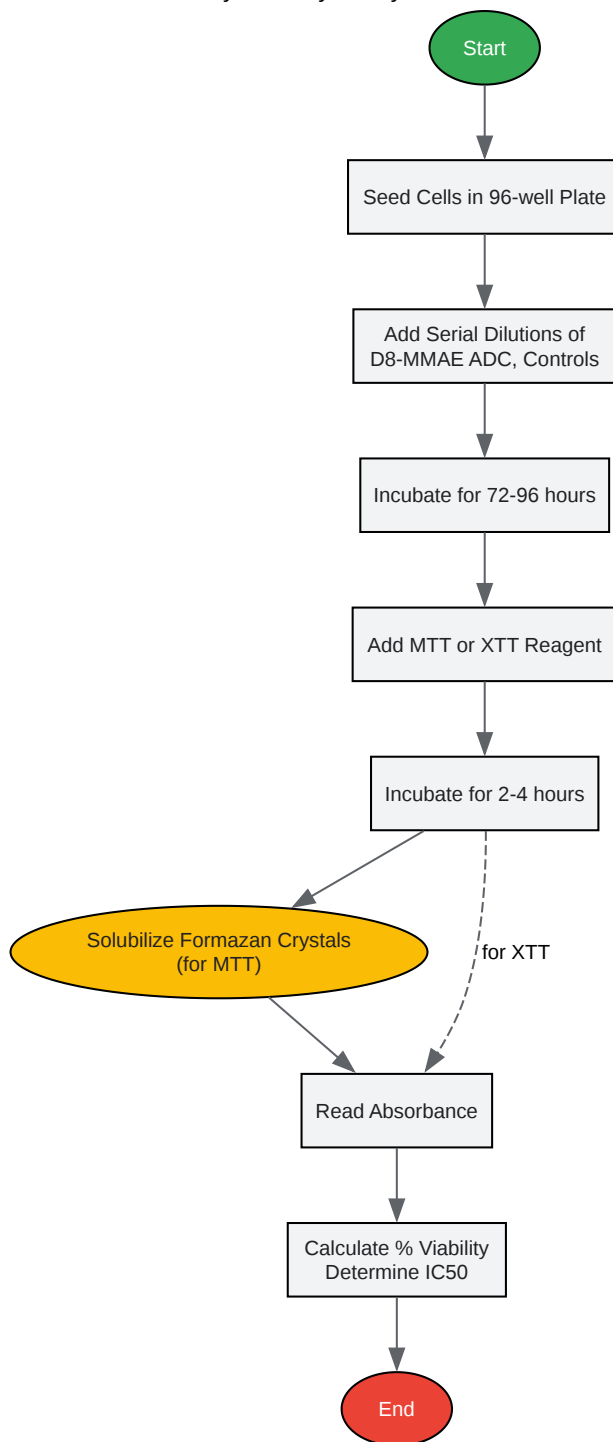 Start
Seed Cells in 96-well Plate
Add Serial Dilutions of
D8-MMAE ADC, Controls
Incubate for 72-96 hours
Add MTT or XTT Reagent
Incubate for 2-4 hours
Solubilize Formazan Crystals
(for MTT)
for XTT
Read Absorbance
Calculate % Viability
Determine IC50
End